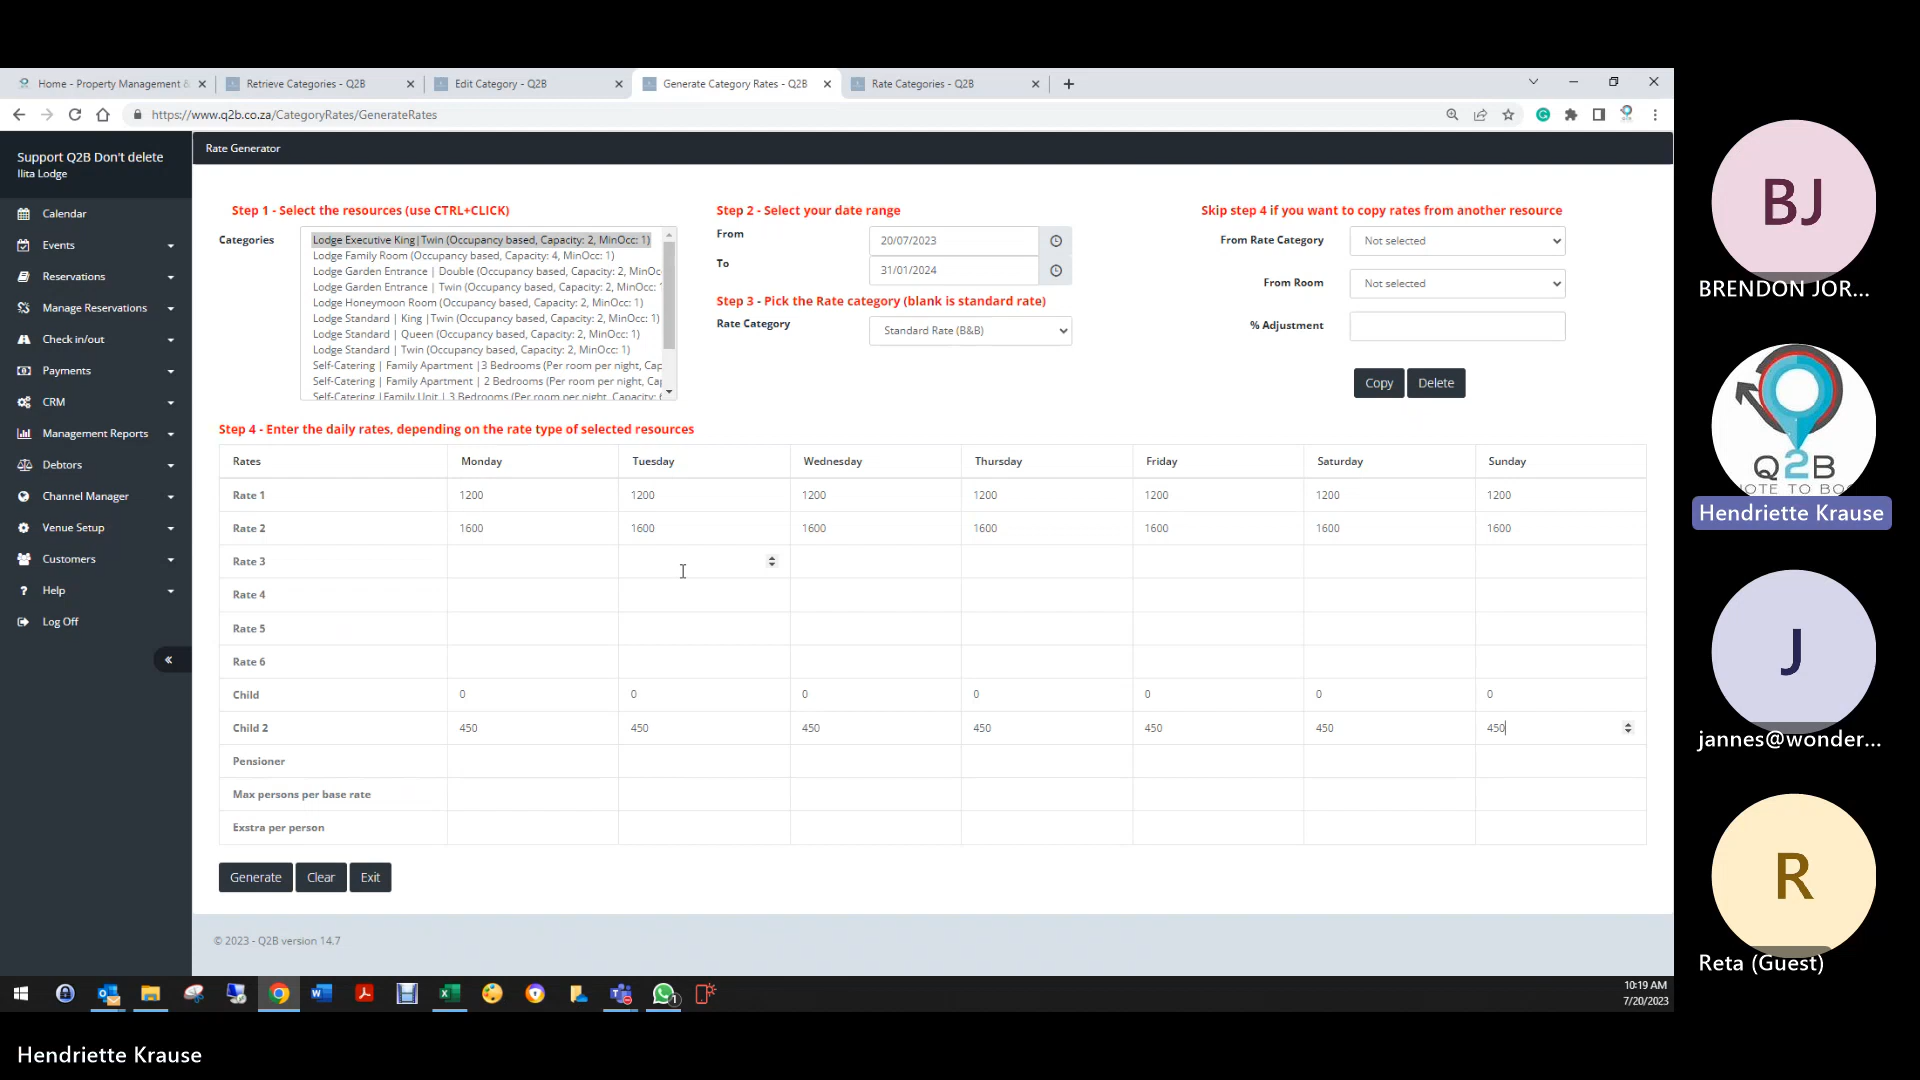 Home - Property Management &
Retrieve Categories - Q2B
Edit Category - Q2B
Generate Category Rates - Q2B
Rate Categories - Q2B
https://www.q2b.co.za/CategoryRates/GenerateRates
Support Q2B Don't delete
Ilita Lodge
Calendar
Events
Reservations
Manage Reservations
Check in/out
Payments
CRM
Management Reports
Debtors
Channel Manager
Venue Setup
Customers
Help
Log Off
Rate Generator
Step 1 - Select the resources (use CTRL+CLICK)
Categories
Lodge Executive King|Twin (Occupancy based, Capacity: 2, MinOcc: 1)
Lodge Family Room (Occupancy based, Capacity: 4, MinOcc: 1)
Lodge Garden Entrance | Double (Occupancy based, Capacity: 2, MinOc
Lodge Garden Entrance | Twin (Occupancy based, Capacity: 2, MinOcc:
Lodge Honeymoon Room (Occupancy based, Capacity: 2, MinOcc: 1)
Lodge Standard | King |Twin (Occupancy based, Capacity: 2, MinOcc: 1)
Lodge Standard | Queen (Occupancy based, Capacity: 2, MinOcc: 1)
Lodge Standard | Twin (Occupancy based, Capacity: 2, MinOcc: 1)
Self-Catering | Family Apartment |3 Bedrooms (Per room per night, Cap
Self-Catering | Family Apartment | 2 Bedrooms (Per room per night, Ca
Self-Catering |Family Unit | 3 Bedrooms (Per room per night, Capacity:
Step 2 - Select your date range
From
20/07/2023
To
31/01/2024
Step 3 - Pick the Rate category (blank is standard rate)
Rate Category
Standard Rate (B&B)
Skip step 4 if you want to copy rates from another resource
From Rate Category
Not selected
From Room
Not selected
% Adjustment
Copy
Delete
Step 4 - Enter the daily rates, depending on the rate type of selected resources
Rates Monday Tuesday Wednesday Thursday Friday Saturday Sunday
Rate 1 1200 1200 1200 1200 1200 1200 1200
Rate 2 1600 1600 1600 1600 1600 1600 1600
Rate 3
Rate 4
Rate 5
Rate 6
Child 0 0 0 0 0 0 0
Child 2 450 450 450 450 450 450 450
Pensioner
Max persons per base rate
Exstra per person
Generate
Clear
Exit
© 2023 - Q2B version 14.7
10:19 AM
7/20/2023
BJ
BRENDON JOR...
Q2B
Hendriette Krause
J
jannes@wonder...
R
Reta (Guest)
Hendriette Krause